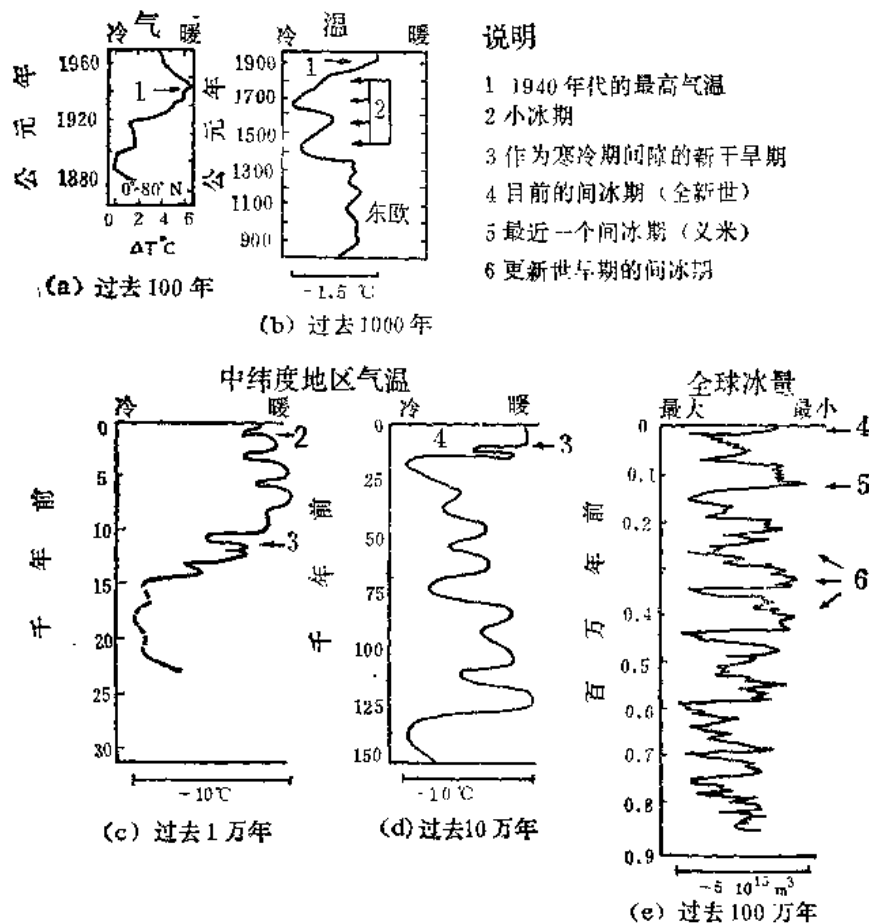 气 温
冷 暖 冷 暖
公元年
1960
1920
1880
1
0°-80°N
0 2 4 6
ΔT°C
(a) 过去100年
公元年
1900
1700
1500
1300
1100
900
1
2
东欧
-1.5 ℃
(b) 过去1000年
说明
1 1940年代的最高气温
2 小冰期
3 作为寒冷期间隙的新干旱期
4 目前的间冰期(全新世)
5 最近一个间冰期(义米)
6 更新世早期的间冰期
中纬度地区气温
冷 暖
千年前
0
5
10
15
20
25
30
2
3
-10℃
(c) 过去1万年
冷 暖
千年前
0
25
50
75
100
125
150
4
3
-10℃
(d) 过去10万年
全球冰量
最大 最小
百万年前
0
0.1
0.2
0.4
0.5
0.6
0.7
0.8
0.9
4
5
6
-5 10¹⁵ m³
(e) 过去100万年